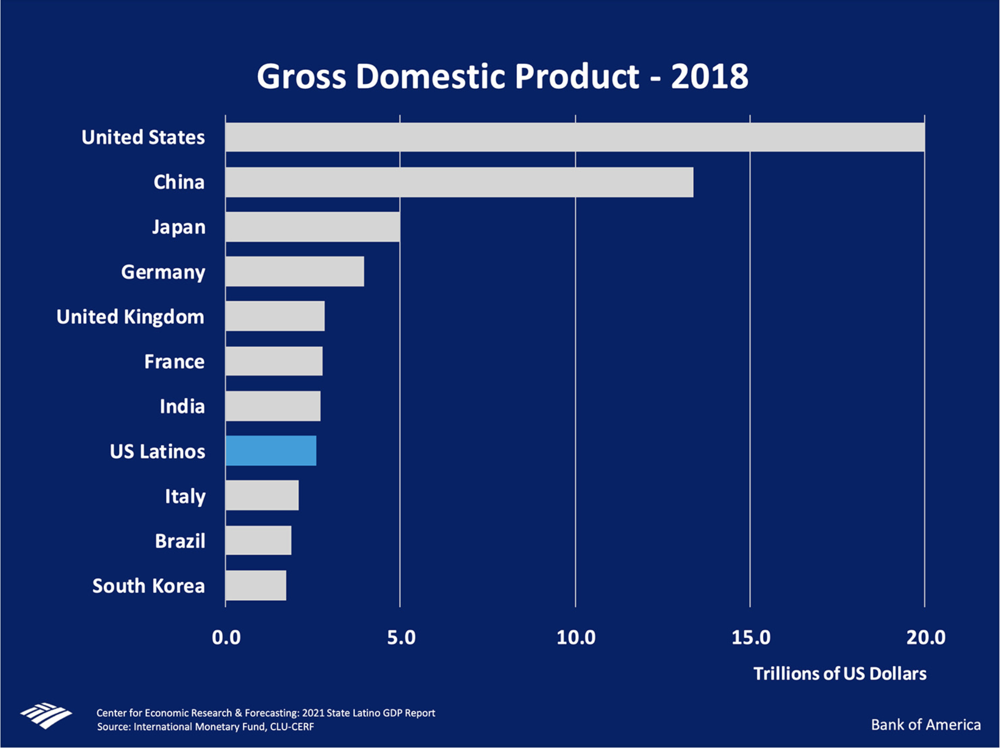 Gross Domestic Product - 2018
United States
China
Japan
Germany
United Kingdom
France
India
US Latinos
Italy
Brazil
South Korea
0.0 5.0 10.0 15.0 20.0
Trillions of US Dollars
Center for Economic Research & Forecasting: 2021 State Latino GDP Report
Source: International Monetary Fund, CLU-CERF
Bank of America